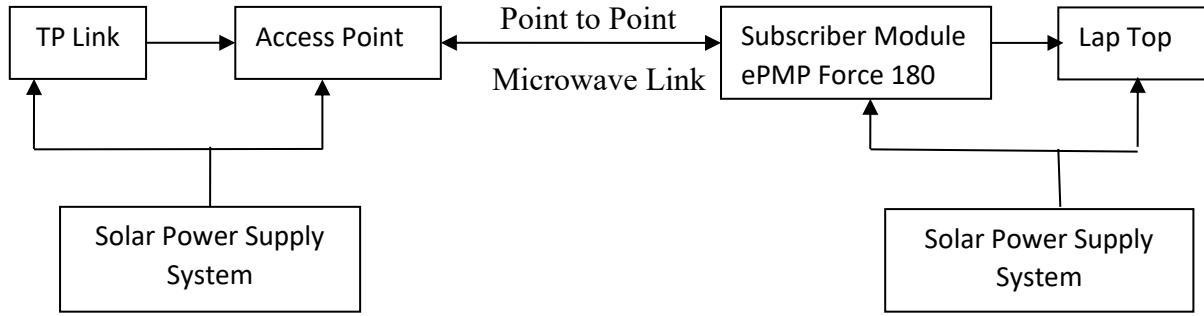 TP Link
Access Point
Point to Point
Microwave Link
Subscriber Module
ePMP Force 180
Lap Top
Solar Power Supply
System
Solar Power Supply
System